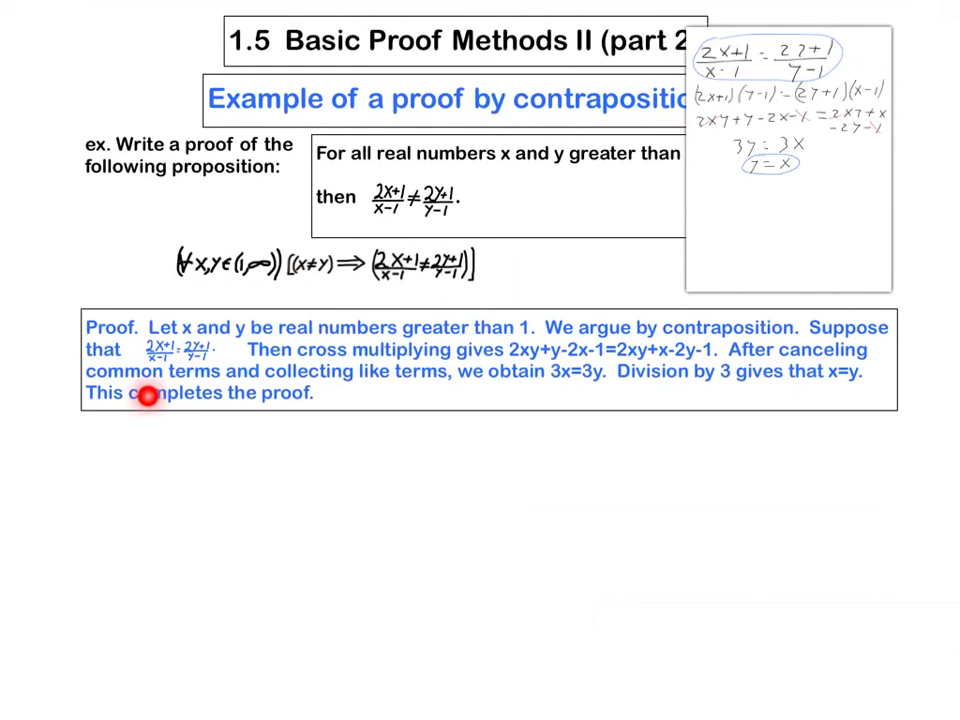 1.5 Basic Proof Methods II (part 2
Example of a proof by contrapositio
ex. Write a proof of the
following proposition:
For all real numbers x and y greater than
then (2x+1)/(x-1) ≠ (2y+1)/(y-1).
(∀ x,y ∈ (1,∞)) [(x≠y) ⟹ ((2x+1)/(x-1) ≠ (2y+1)/(y-1))]
(2x+1)/(x-1) = (2y+1)/(y-1)
(2x+1)(y-1) = (2y+1)(x-1)
2xy+y-2x-1 = 2xy+x
-2y-1
3y = 3x
y = x
Proof. Let x and y be real numbers greater than 1. We argue by contraposition. Suppose
that (2x+1)/(x-1) = (2y+1)/(y-1). Then cross multiplying gives 2xy+y-2x-1=2xy+x-2y-1. After canceling
common terms and collecting like terms, we obtain 3x=3y. Division by 3 gives that x=y.
This completes the proof.